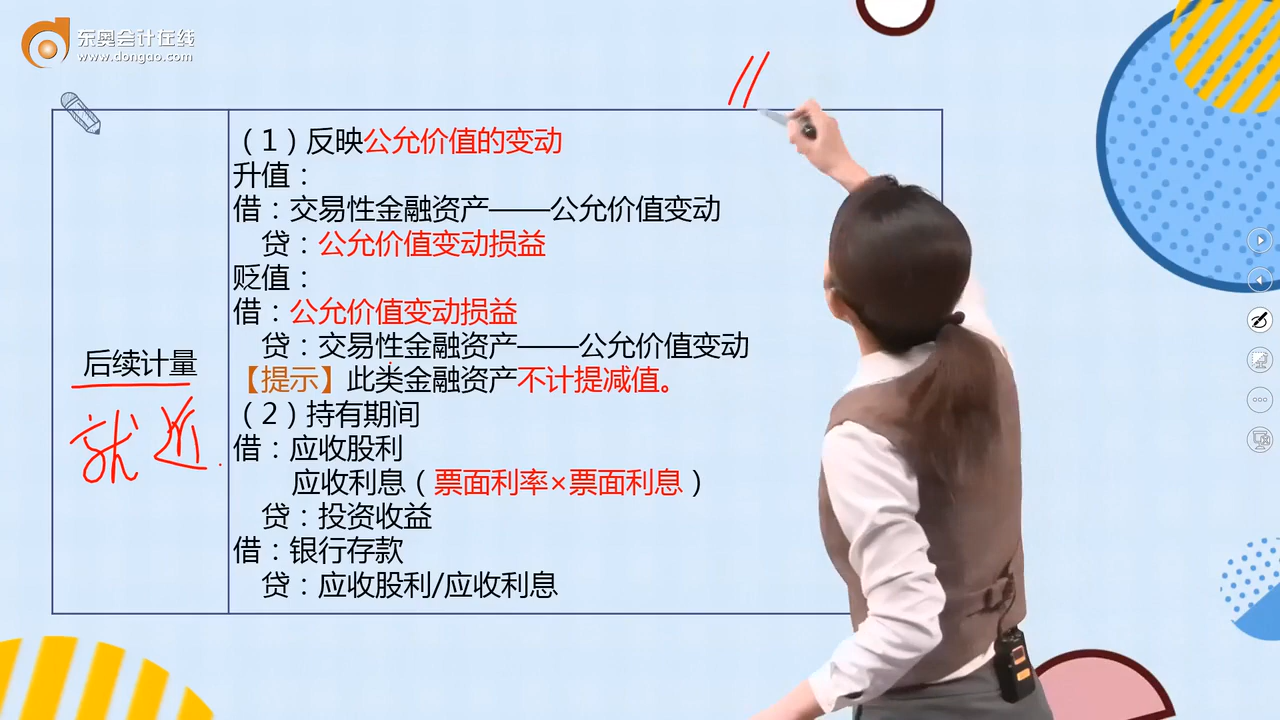 东奥会计在线
www.dongao.com
（1）反映公允价值的变动
升值：
借：交易性金融资产——公允价值变动
贷：公允价值变动损益
贬值：
借：公允价值变动损益
贷：交易性金融资产——公允价值变动
【提示】此类金融资产不计提减值。
（2）持有期间
借：应收股利
应收利息（票面利率×票面利息）
贷：投资收益
借：银行存款
贷：应收股利/应收利息
后续计量
就近.